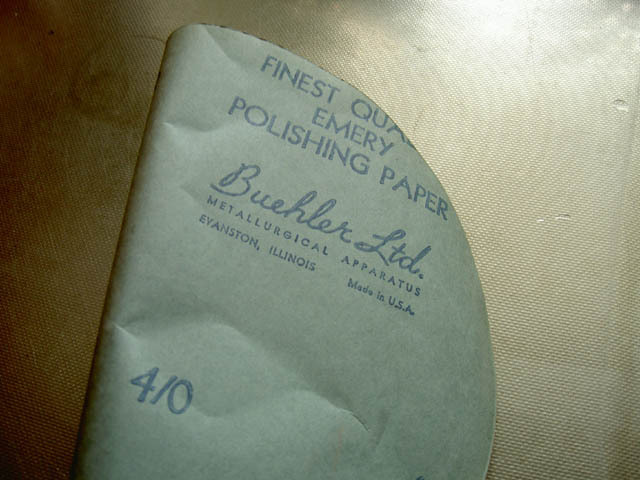 FINEST QUA
EMERY
POLISHING PAPER
Buehler Ltd.
METALLURGICAL APPARATUS
EVANSTON, ILLINOIS
Made in U.S.A.
4/0